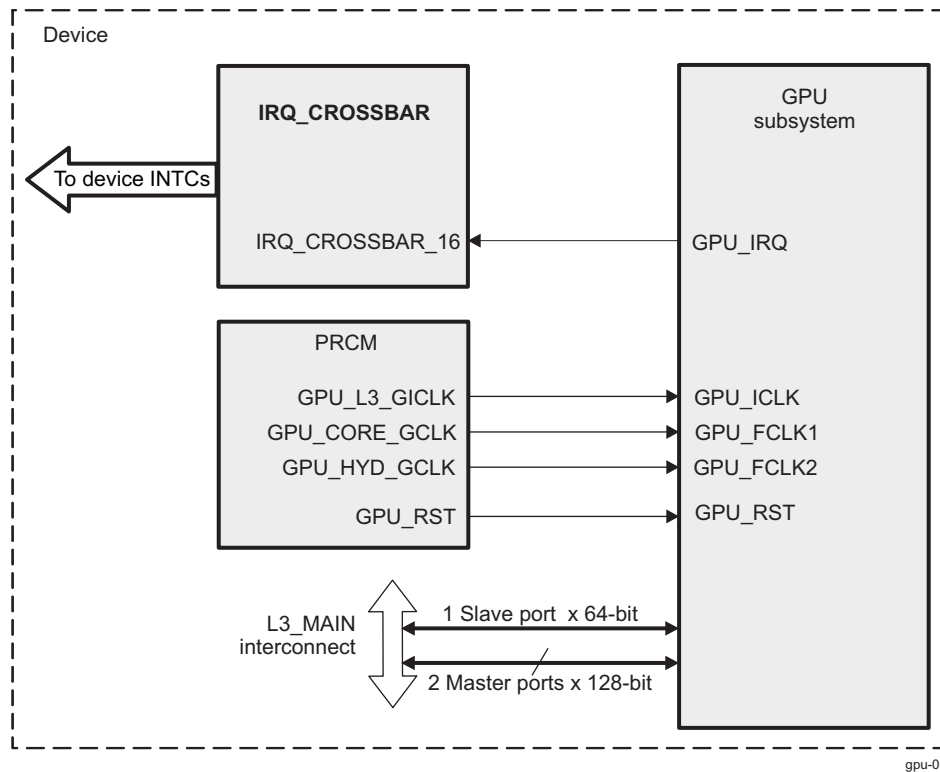 Device
IRQ_CROSSBAR
GPU
subsystem
To device INTCs
IRQ_CROSSBAR_16
GPU_IRQ
PRCM
GPU_L3_GICLK
GPU_ICLK
GPU_CORE_GCLK
GPU_FCLK1
GPU_HYD_GCLK
GPU_FCLK2
GPU_RST
GPU_RST
L3_MAIN
interconnect
1 Slave port x 64-bit
2 Master ports x 128-bit
gpu-0